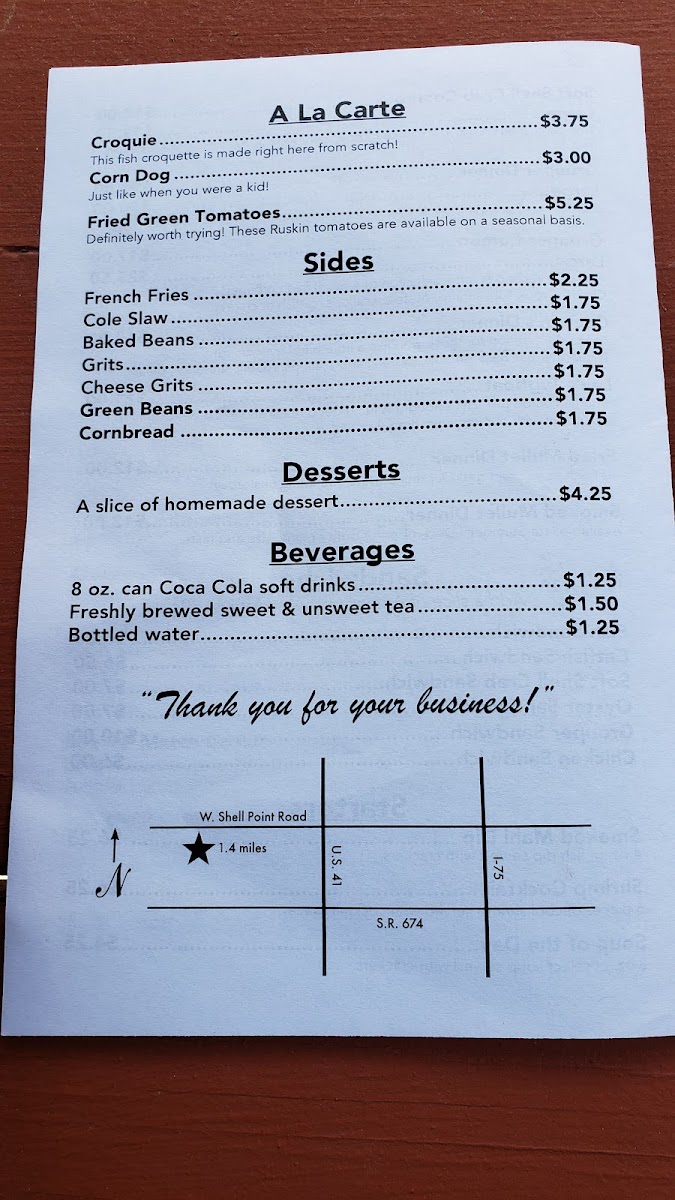 A La Carte
Croquie........................................$3.75
This fish croquette is made right here from scratch!
Corn Dog........................................$3.00
Just like when you were a kid!
Fried Green Tomatoes........................................$5.25
Definitely worth trying! These Ruskin tomatoes are available on a seasonal basis.
Sides
French Fries........................................$2.25
Cole Slaw........................................$1.75
Baked Beans........................................$1.75
Grits........................................$1.75
Cheese Grits........................................$1.75
Green Beans........................................$1.75
Cornbread........................................$1.75
Desserts
A slice of homemade dessert........................................$4.25
Beverages
8 oz. can Coca Cola soft drinks........................................$1.25
Freshly brewed sweet & unsweet tea........................................$1.50
Bottled water........................................$1.25
"Thank you for your business!"
W. Shell Point Road
1.4 miles
U.S. 41
I-75
N
S.R. 674